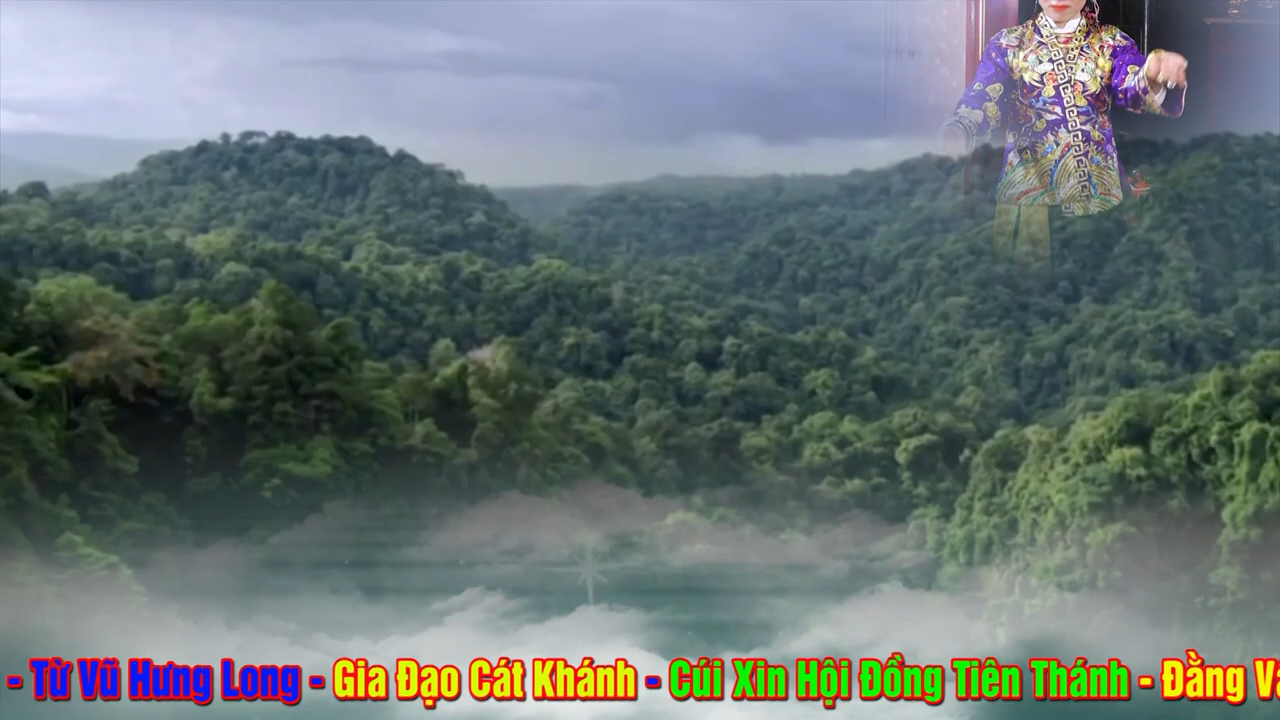 - Từ Vũ Hưng Long - Gia Đạo Cát Khánh - Cúi Xin Hội Đồng Tiên Thánh - Đằng